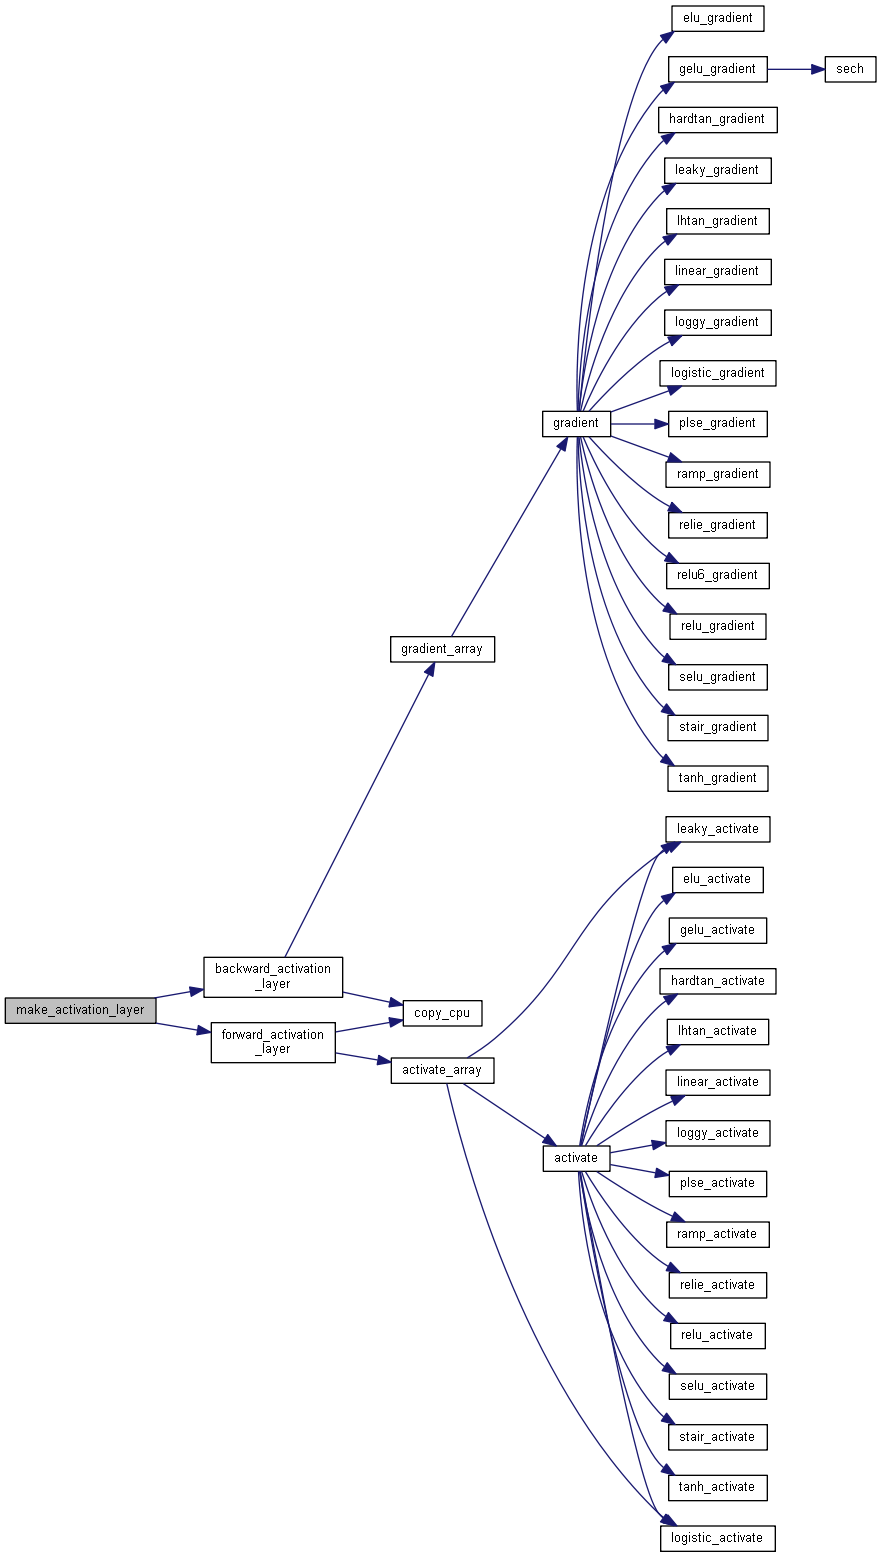 elu_gradient
gelu_gradient
sech
hardtan_gradient
leaky_gradient
lhtan_gradient
linear_gradient
loggy_gradient
logistic_gradient
gradient
plse_gradient
ramp_gradient
relie_gradient
relu6_gradient
relu_gradient
gradient_array
selu_gradient
stair_gradient
tanh_gradient
leaky_activate
elu_activate
gelu_activate
backward_activation
_layer
hardtan_activate
make_activation_layer
copy_cpu
forward_activation
_layer
lhtan_activate
activate_array
linear_activate
loggy_activate
activate
plse_activate
ramp_activate
relie_activate
relu_activate
selu_activate
stair_activate
tanh_activate
logistic_activate